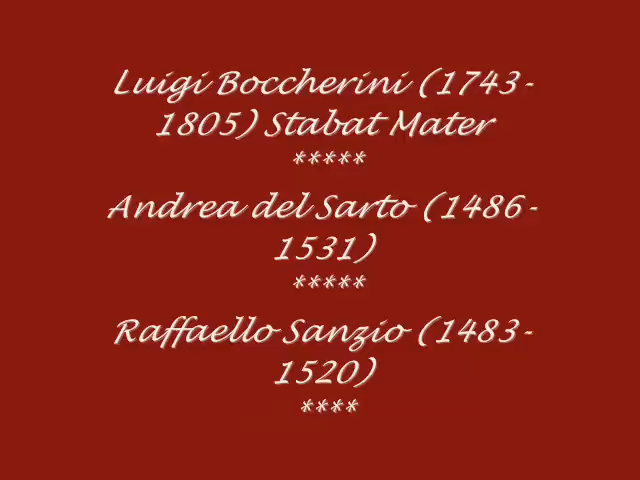 Luigi Boccherini (1743-
1805) Stabat Mater
*****
Andrea del Sarto (1486-
1531)
*****
Raffaello Sanzio (1483-
1520)
****